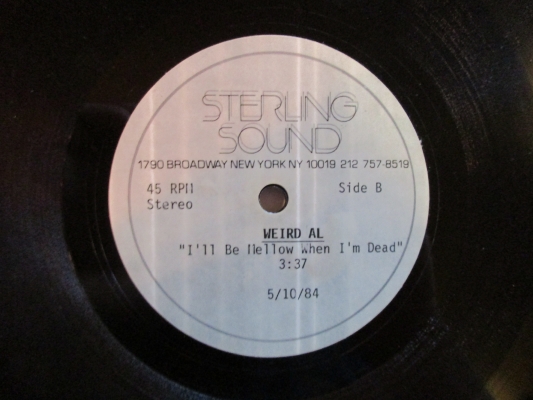 STERLING
SOUND
1790 BROADWAY NEW YORK NY 10019 212 757-8519
45 RPM Side B
Stereo
WEIRD AL
"I'll Be Mellow When I'm Dead"
3:37
5/10/84